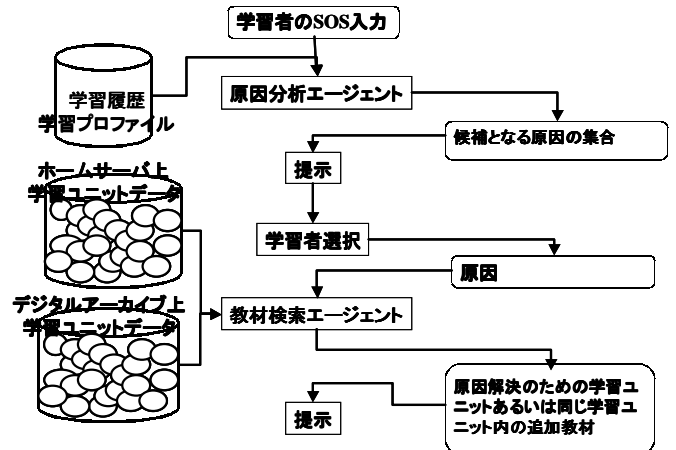 学習者のSOS入力
学習履歴
学習プロファイル
原因分析エージェント
候補となる原因の集合
提示
ホームサーバ上
学習ユニットデータ
学習者選択
原因
デジタルアーカイブ上
学習ユニットデータ
教材検索エージェント
原因解決のための学習ユ
ニットあるいは同じ学習ユ
ニット内の追加教材
提示